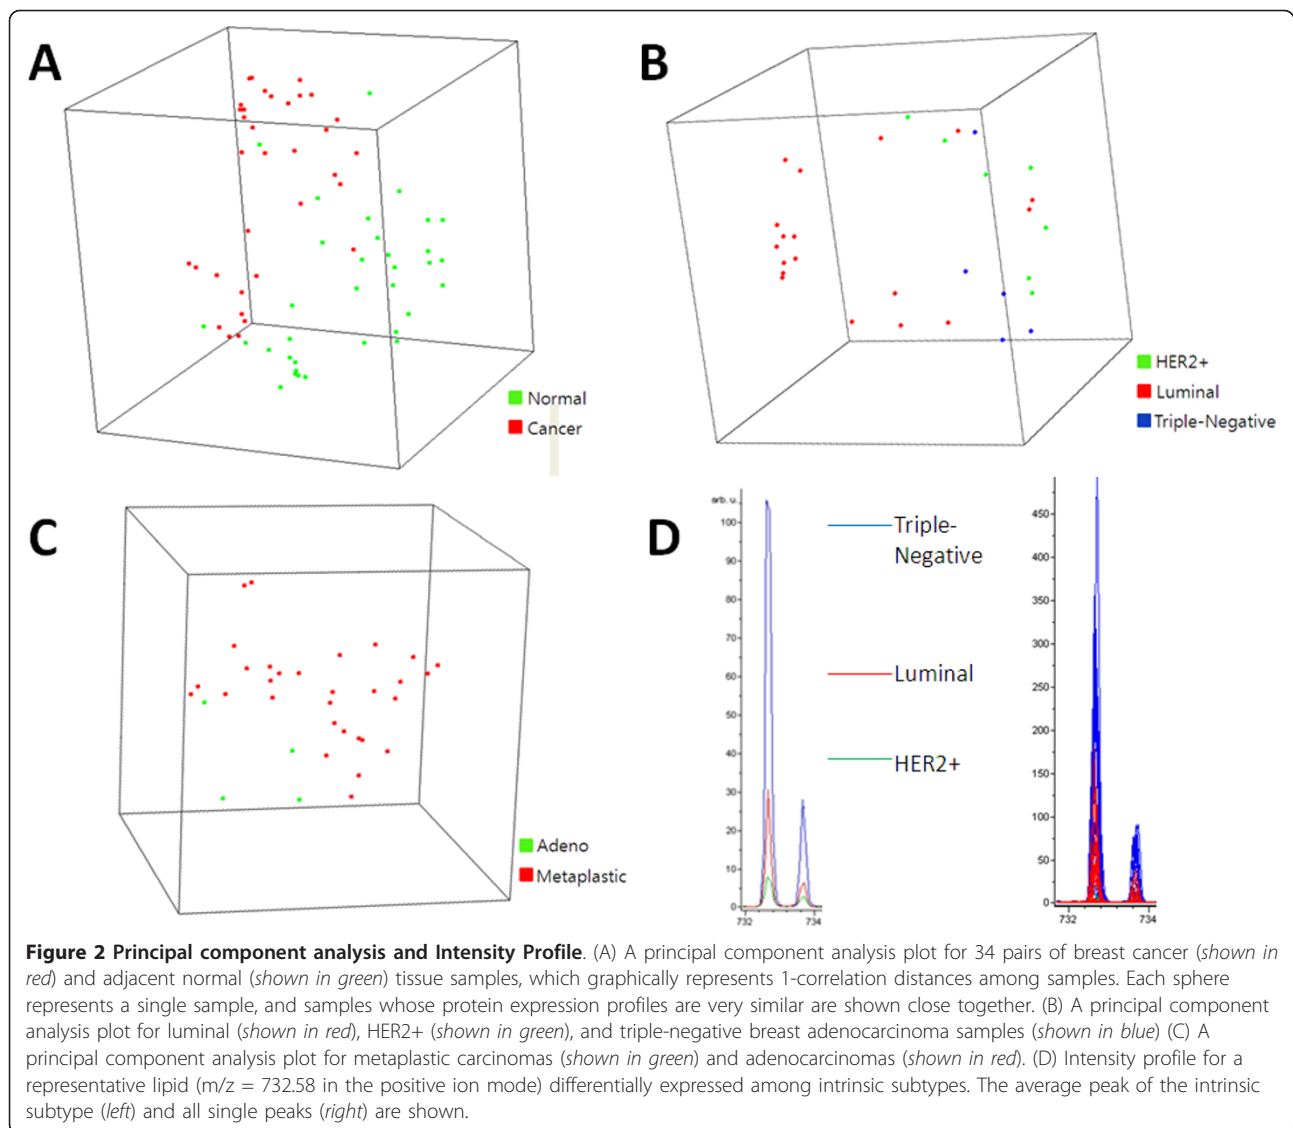 A
Normal
Cancer
B
HER2+
Luminal
Triple-Negative
C
Adeno
Metaplastic
D
arb. u.
100
90
80
70
60
50
40
30
20
10
0
732
734
Triple-
Negative
Luminal
HER2+
450
400
350
300
250
200
150
100
50
0
732
734
Figure 2 Principal component analysis and Intensity Profile. (A) A principal component analysis plot for 34 pairs of breast cancer (shown in
red) and adjacent normal (shown in green) tissue samples, which graphically represents 1-correlation distances among samples. Each sphere
represents a single sample, and samples whose protein expression profiles are very similar are shown close together. (B) A principal component
analysis plot for luminal (shown in red), HER2+ (shown in green), and triple-negative breast adenocarcinoma samples (shown in blue) (C) A
principal component analysis plot for metaplastic carcinomas (shown in green) and adenocarcinomas (shown in red). (D) Intensity profile for a
representative lipid (m/z = 732.58 in the positive ion mode) differentially expressed among intrinsic subtypes. The average peak of the intrinsic
subtype (left) and all single peaks (right) are shown.